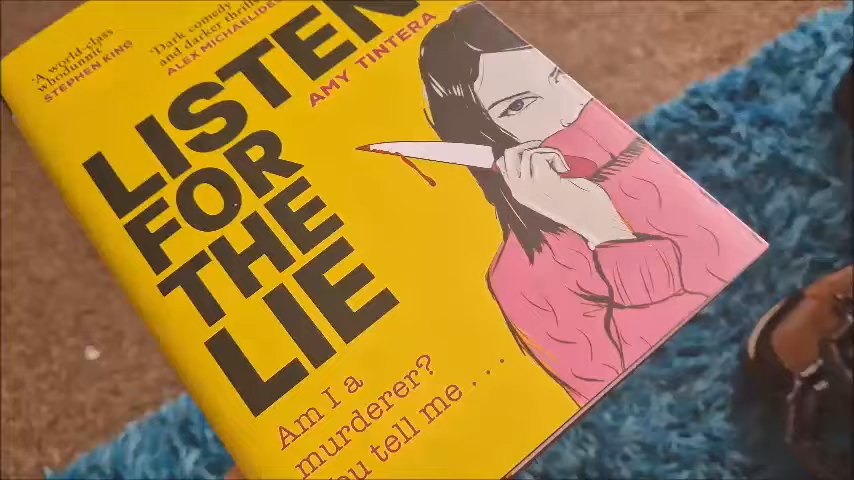 'A world-class
whodunnit'
STEPHEN KING
'Dark comedy
and darker thrills'
ALEX MICHAELIDES
LISTEN
FOR
THE
LIE
AMY TINTERA
Am I a
murderer?
You tell me ....